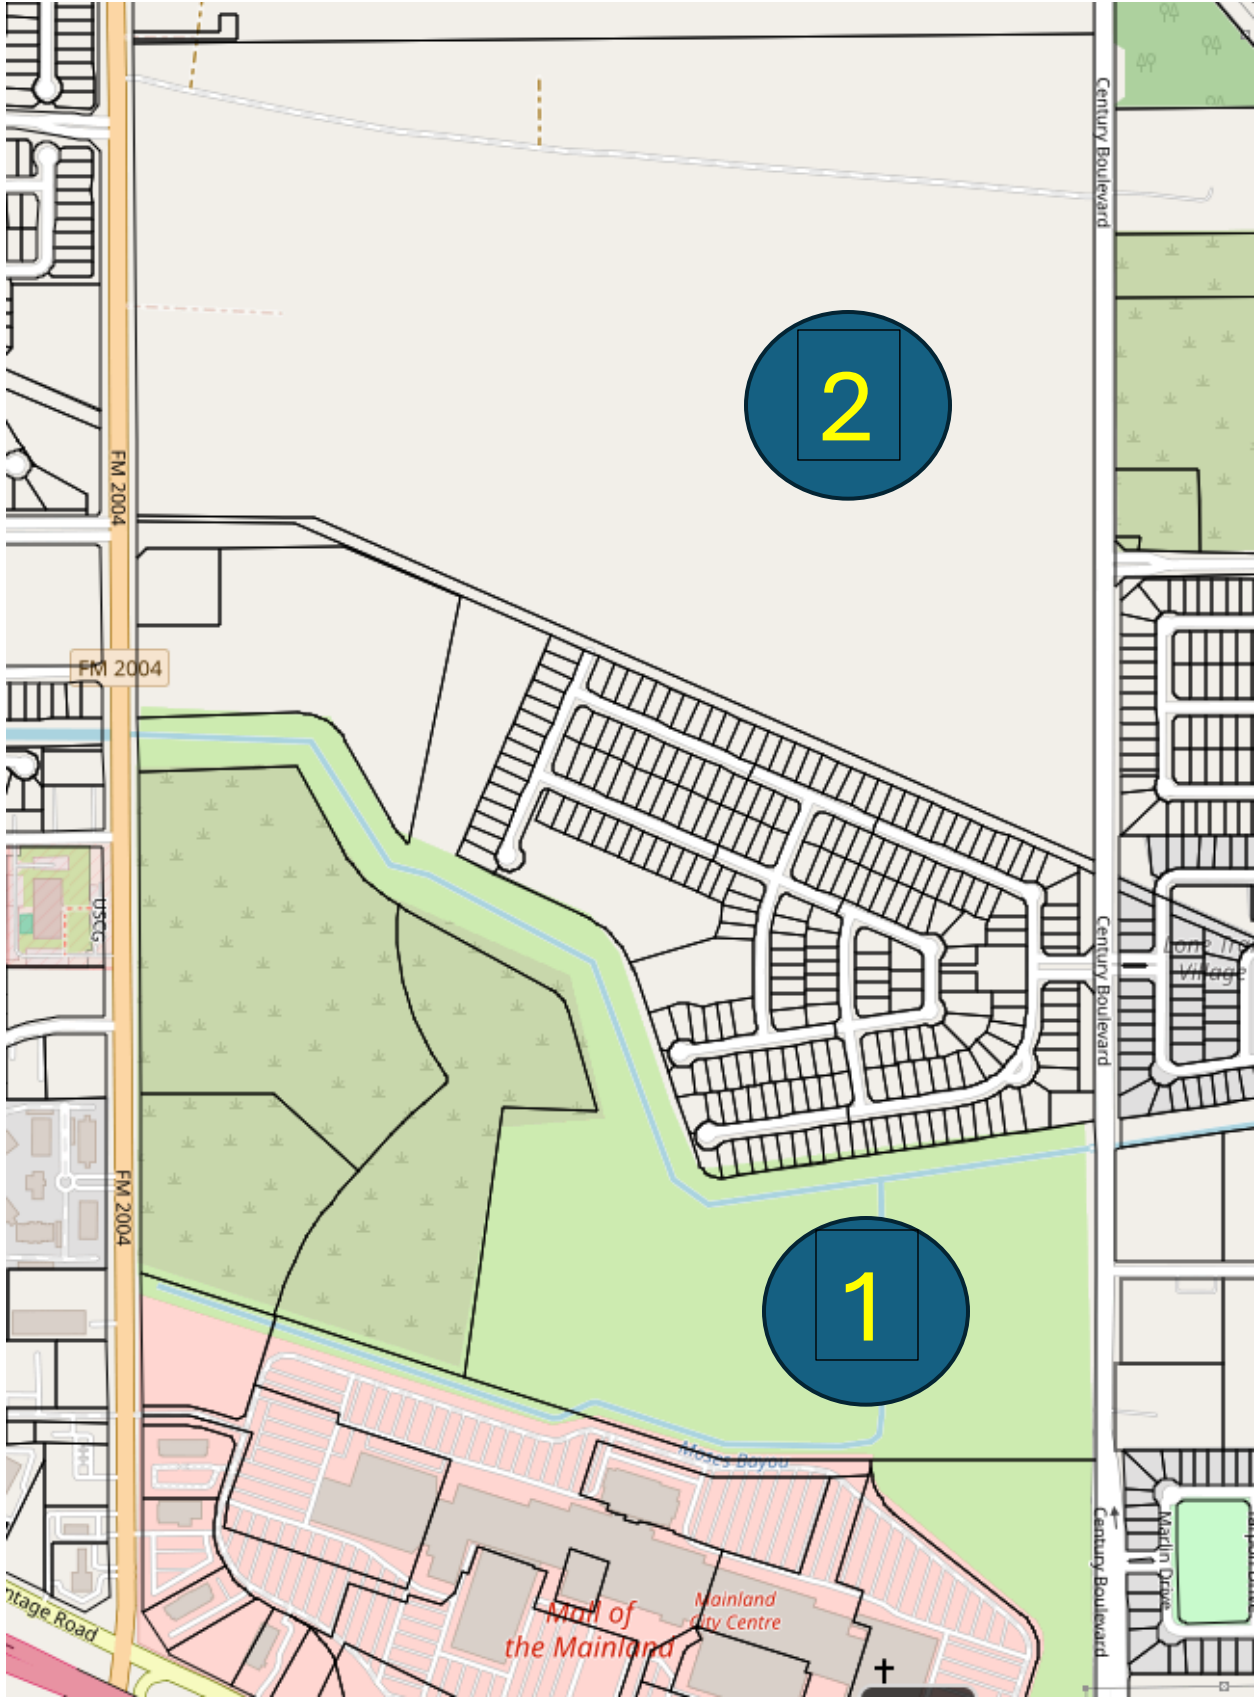 Century Boulevard
2
FM 2004
FM 2004
USCG
Century Boulevard
Village
FM 2004
1
Moses Bayou
Century Boulevard
Marlin Drive
Mainland
City Centre
Mall of
the Mainland
ntage Road